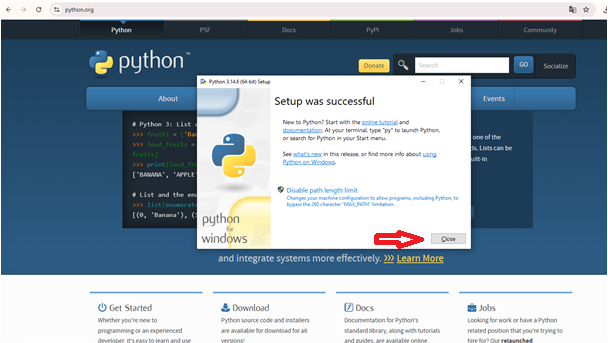 python.org
Python
PSF
Docs
PyPI
Jobs
Community
python™
Donate
Search
GO
Socialize
About
Events
Python 3.14.6 (64-bit) Setup
Setup was successful
New to Python? Start with the online tutorial and
documentation. At your terminal, type "py" to launch Python,
or search for Python in your Start menu.
See what's new in this release, or find more info about using
Python on Windows.
Disable path length limit
Changes your machine configuration to allow programs, including Python, to
bypass the 260 character "MAX_PATH" limitation.
python
for
windows
Close
# Python 3: List
>>> fruits = ['Bana
>>> loud_fruits =
fruits]
>>> print(loud_f
['BANANA', 'APPLE'
# List and the enu
>>> list(enumerat
[(0, 'Banana'), (
one of the
ds. Lists can be
uilt-in
and integrate systems more effectively. >>> Learn More
Get Started
Whether you're new to
programming or an experienced
developer, it's easy to learn and use
Download
Python source code and installers
are available for download for all
versions!
Docs
Documentation for Python's
standard library, along with tutorials
and guides, are available online.
Jobs
Looking for work or have a Python
related position that you're trying to
hire for? Our relaunched